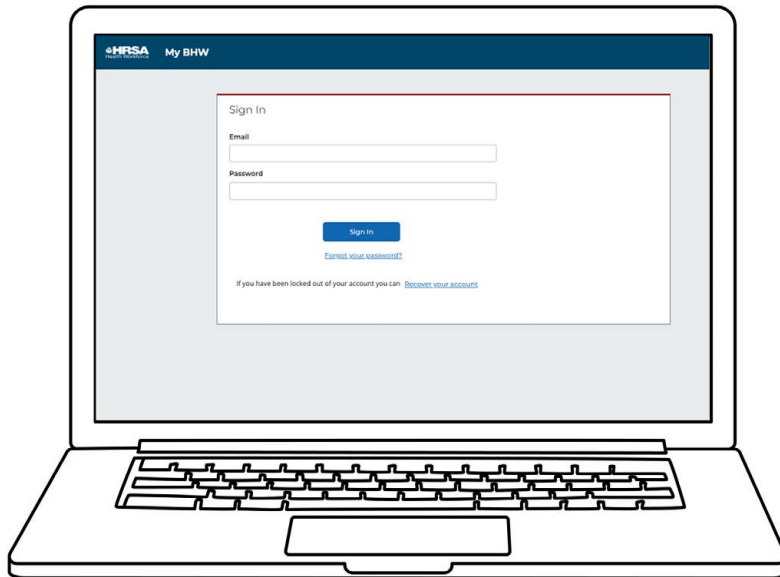 HRSA
Health Workforce
My BHW
Sign In
Email
Password
Sign In
Forgot your password?
If you have been locked out of your account you can Recover your account